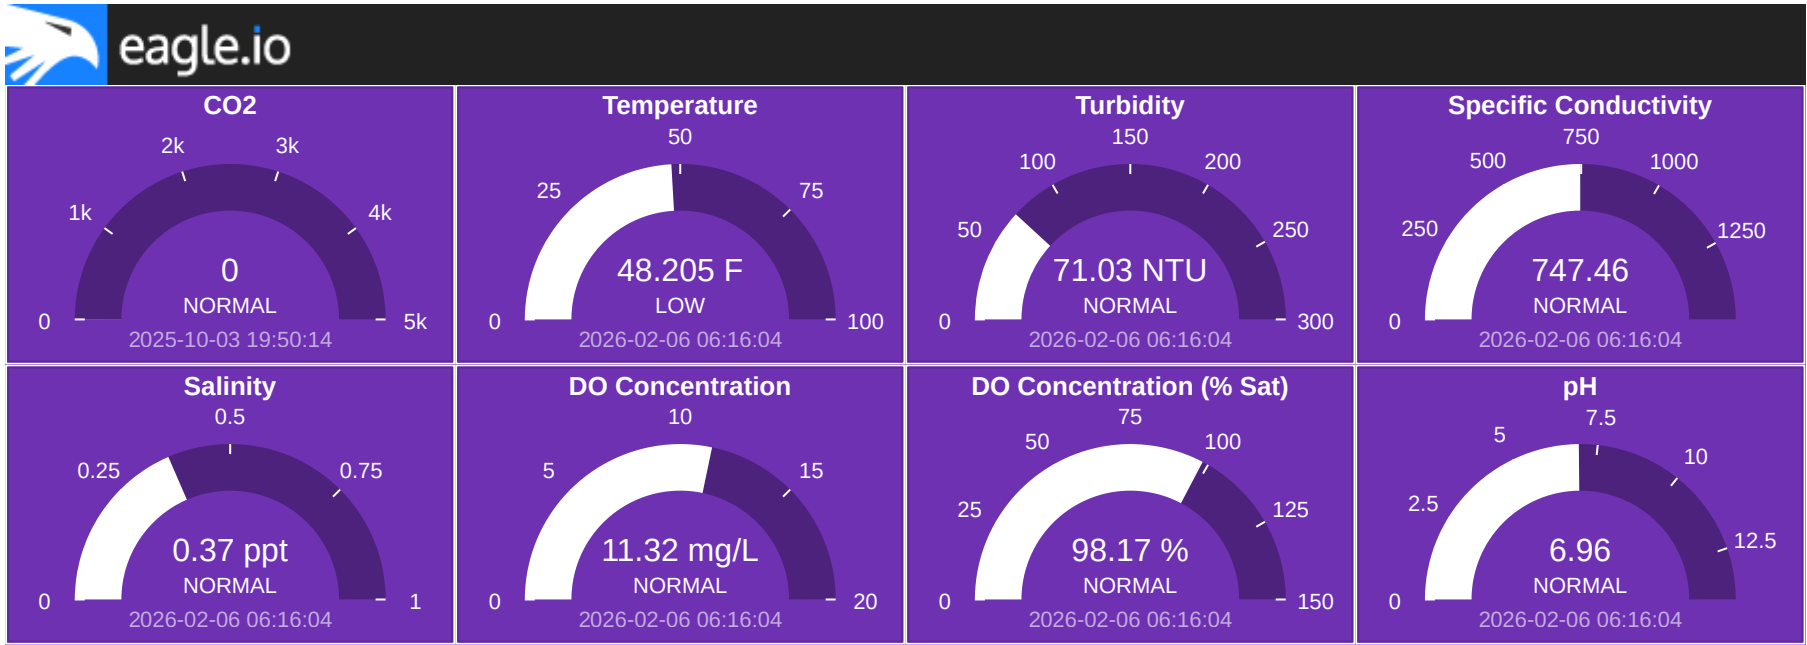 eagle.io
CO2
2k
3k
1k
4k
0
NORMAL
0
5k
2025-10-03 19:50:14
Temperature
50
25
75
48.205 F
LOW
0
100
2026-02-06 06:16:04
Turbidity
150
100
200
50
250
71.03 NTU
NORMAL
0
300
2026-02-06 06:16:04
Specific Conductivity
750
500
1000
250
1250
747.46
NORMAL
0
2026-02-06 06:16:04
Salinity
0.5
0.25
0.75
0.37 ppt
NORMAL
0
1
2026-02-06 06:16:04
DO Concentration
10
5
15
11.32 mg/L
NORMAL
0
20
2026-02-06 06:16:04
DO Concentration (% Sat)
75
50
100
25
125
98.17 %
NORMAL
0
150
2026-02-06 06:16:04
pH
7.5
5
10
2.5
12.5
6.96
NORMAL
0
2026-02-06 06:16:04